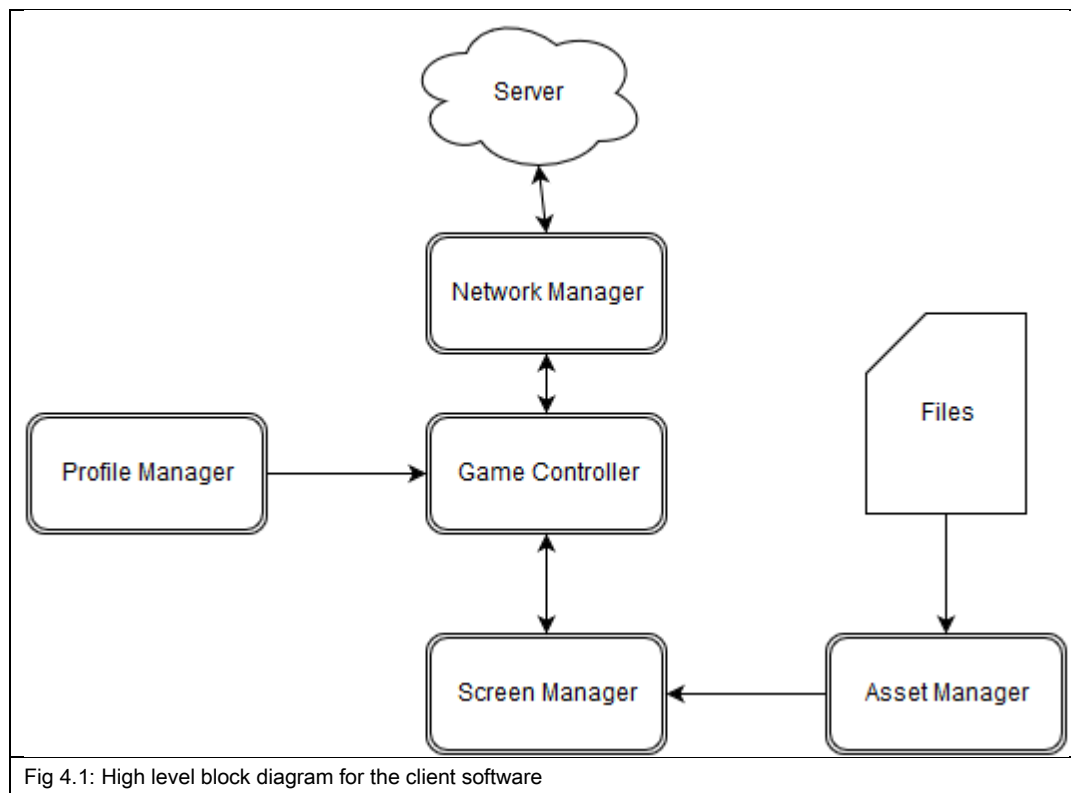 Server
Network Manager
Files
Profile Manager
Game Controller
Screen Manager
Asset Manager
Fig 4.1: High level block diagram for the client software